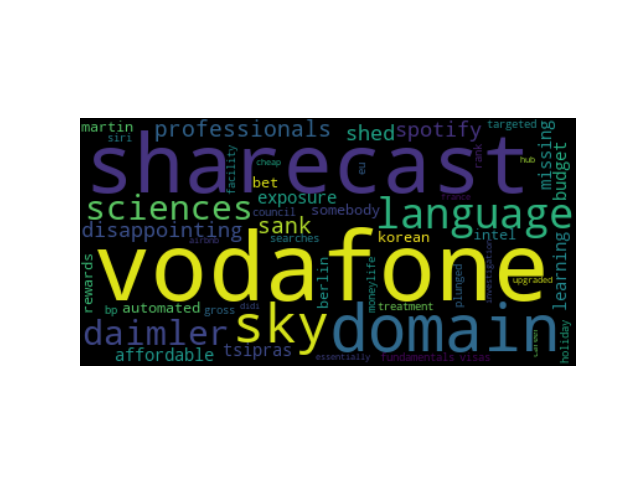 martin professionals shed spotify targeted
siri
sharecast
facility cheap eu rank hub missing budget
bet
sciences exposure france
council somebody language
disappointing sank
airbnb searches korean intel
vodafone
rewards berlin moneylife plunged investigation upgraded learning
didi
bp automated gross sky treatment domain
daimler
affordable tsipras essentially fundamentals visas holiday